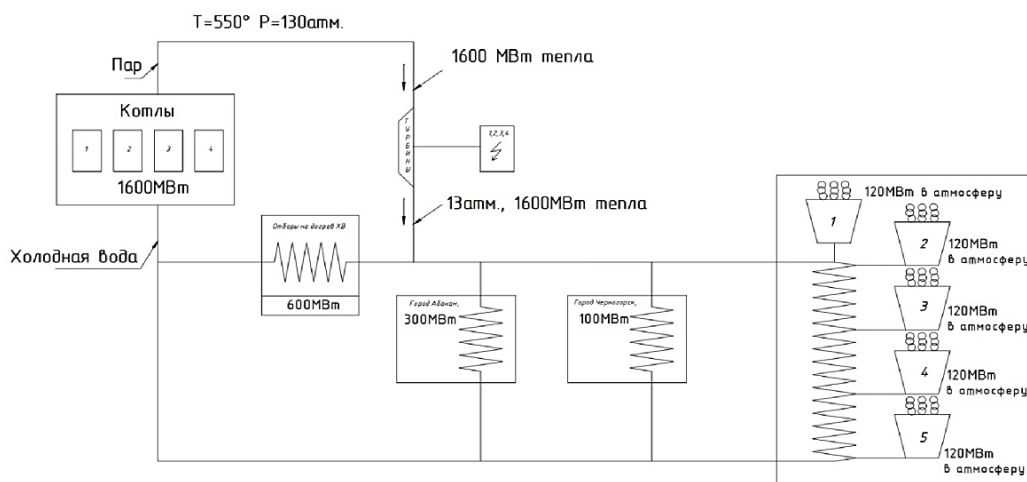 T=550° P=130атм.
Пар
1600 МВт тепла
Котлы
1 2 3 4
1600МВт
ТУРБИНЫ
1,2,3,4
13атм., 1600МВт тепла
Холодная вода
Отборы на догрев ХВ
600МВт
Город Абакан,
300МВт
Город Черногорск,
100МВт
120МВт в атмосферу
1
2
120МВт
в атмосферу
3
120МВт
в атмосферу
4
120МВт
в атмосферу
5
120МВт
в атмосферу